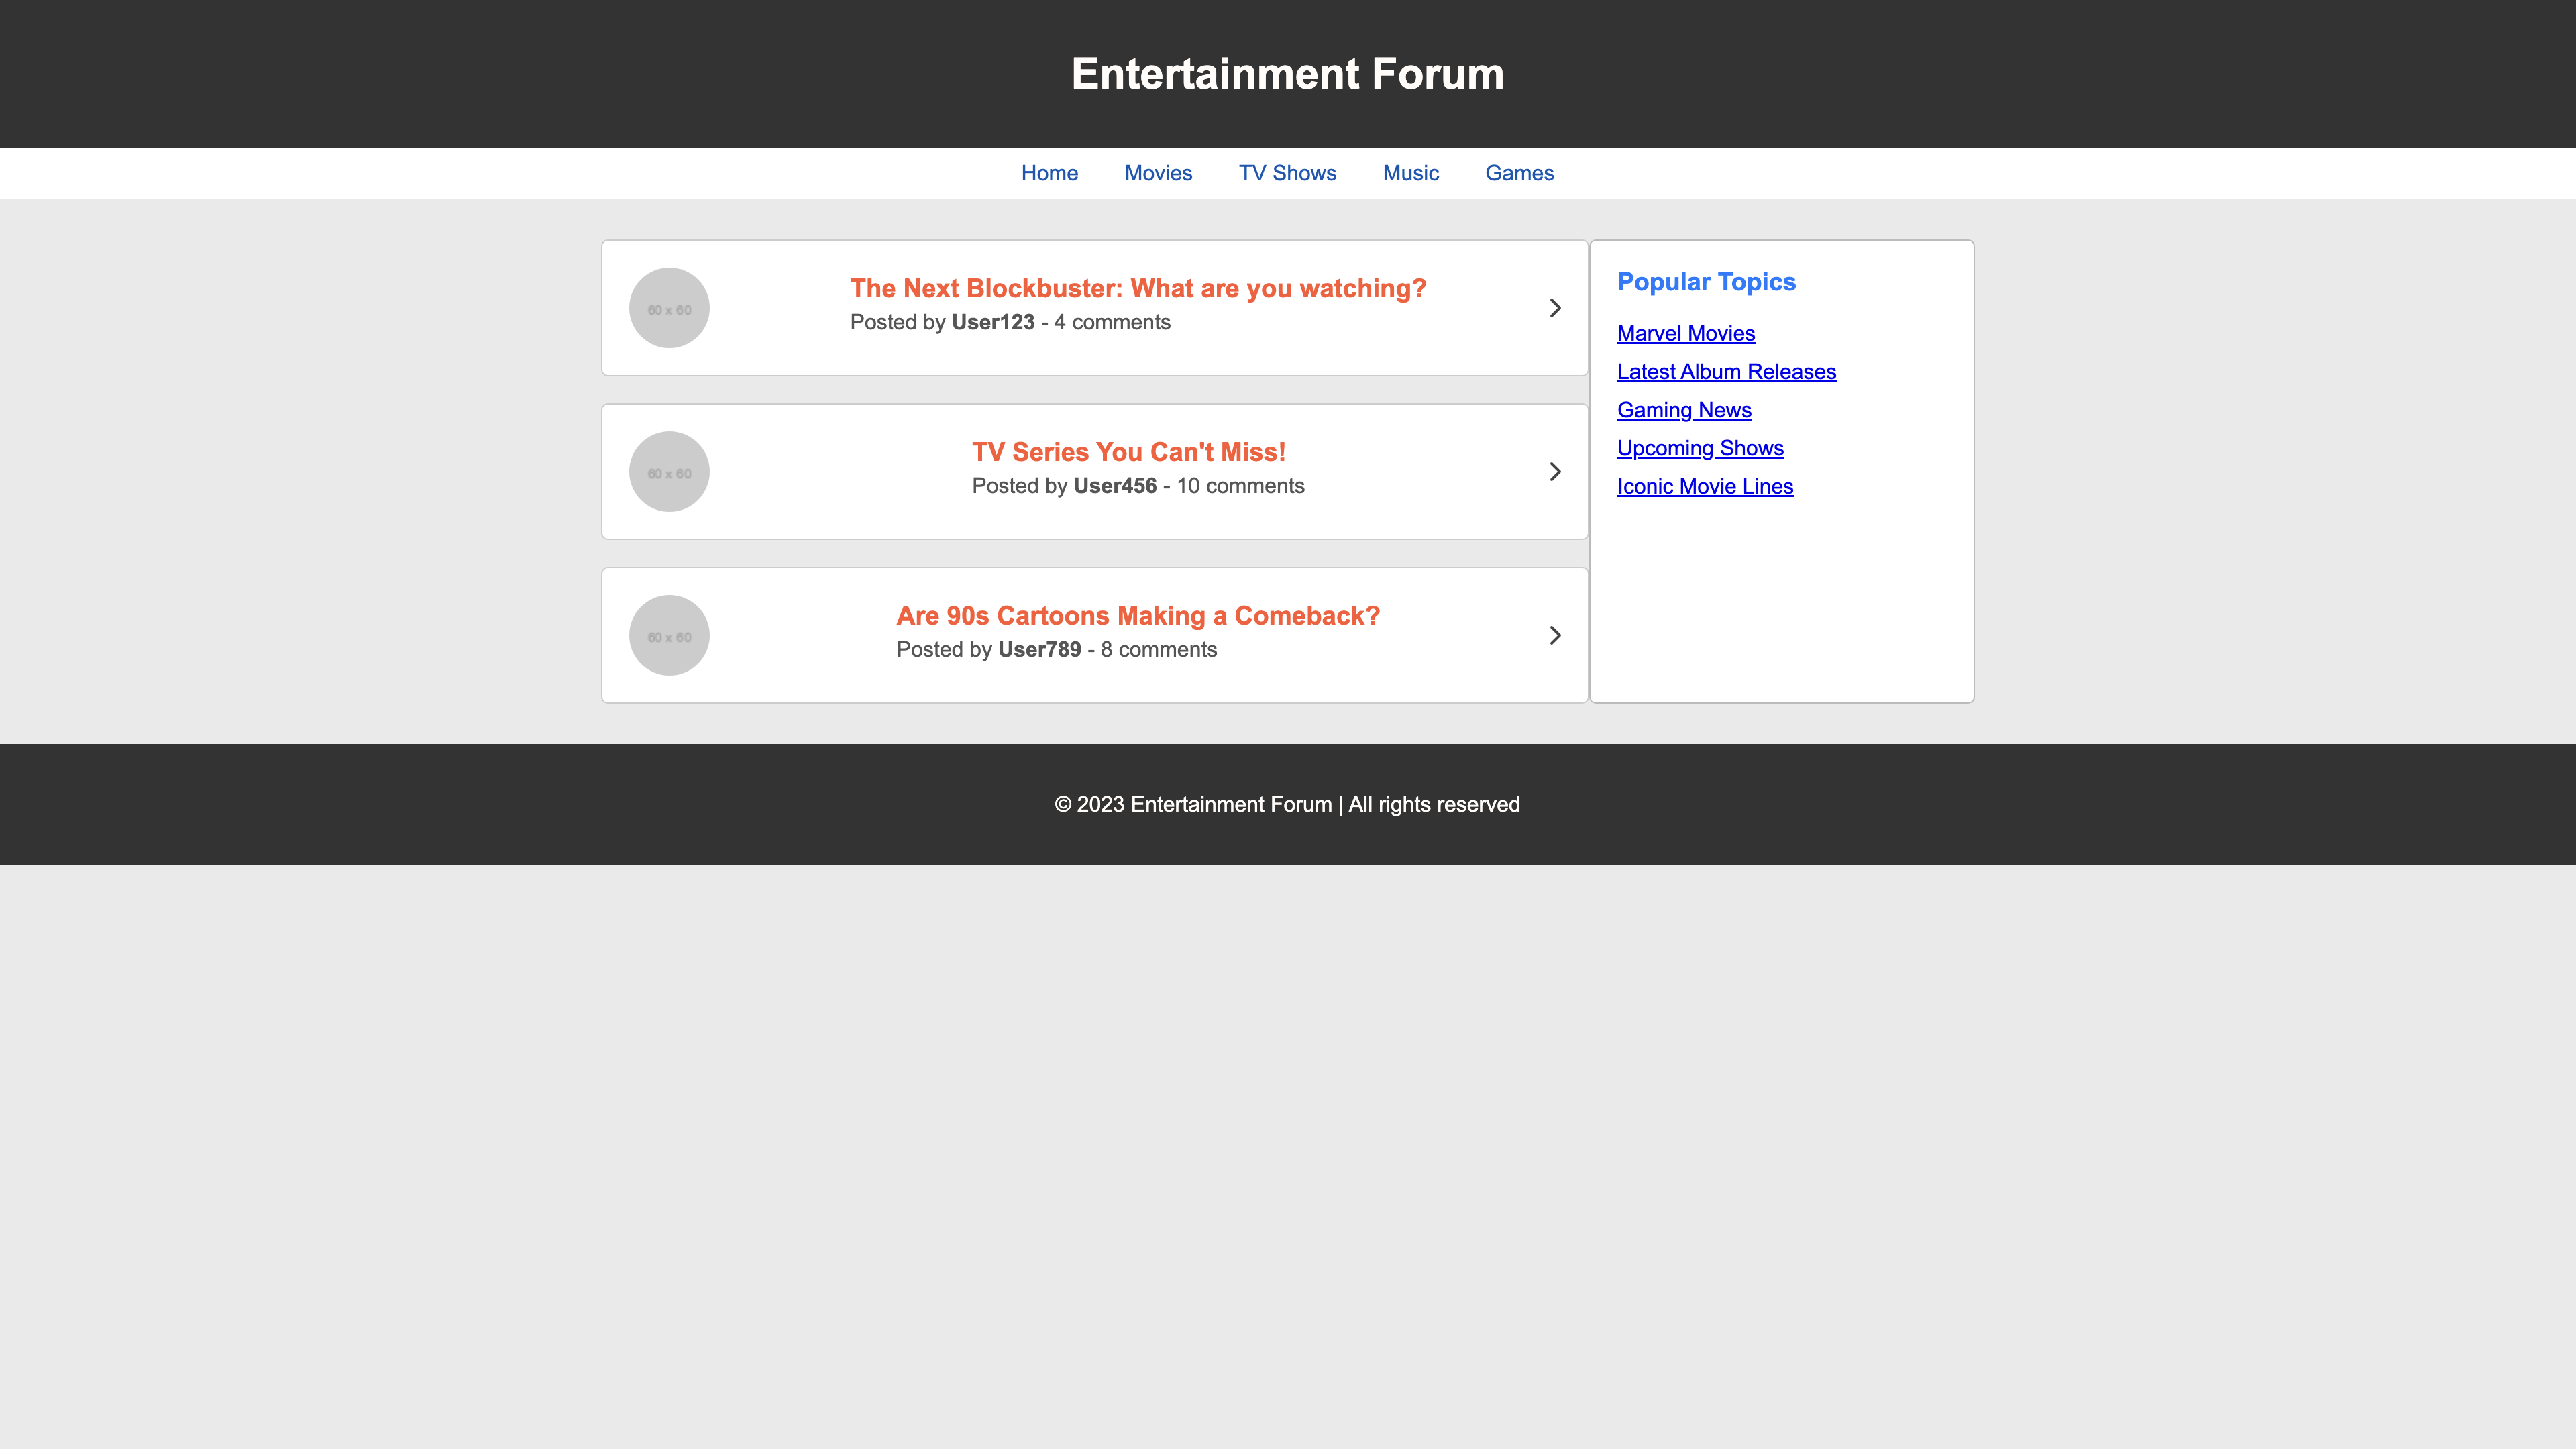 Entertainment Forum
Home Movies TV Shows Music Games
60 x 60
The Next Blockbuster: What are you watching?
Posted by User123 - 4 comments
60 x 60
TV Series You Can't Miss!
Posted by User456 - 10 comments
60 x 60
Are 90s Cartoons Making a Comeback?
Posted by User789 - 8 comments
Popular Topics
Marvel Movies
Latest Album Releases
Gaming News
Upcoming Shows
Iconic Movie Lines
© 2023 Entertainment Forum | All rights reserved